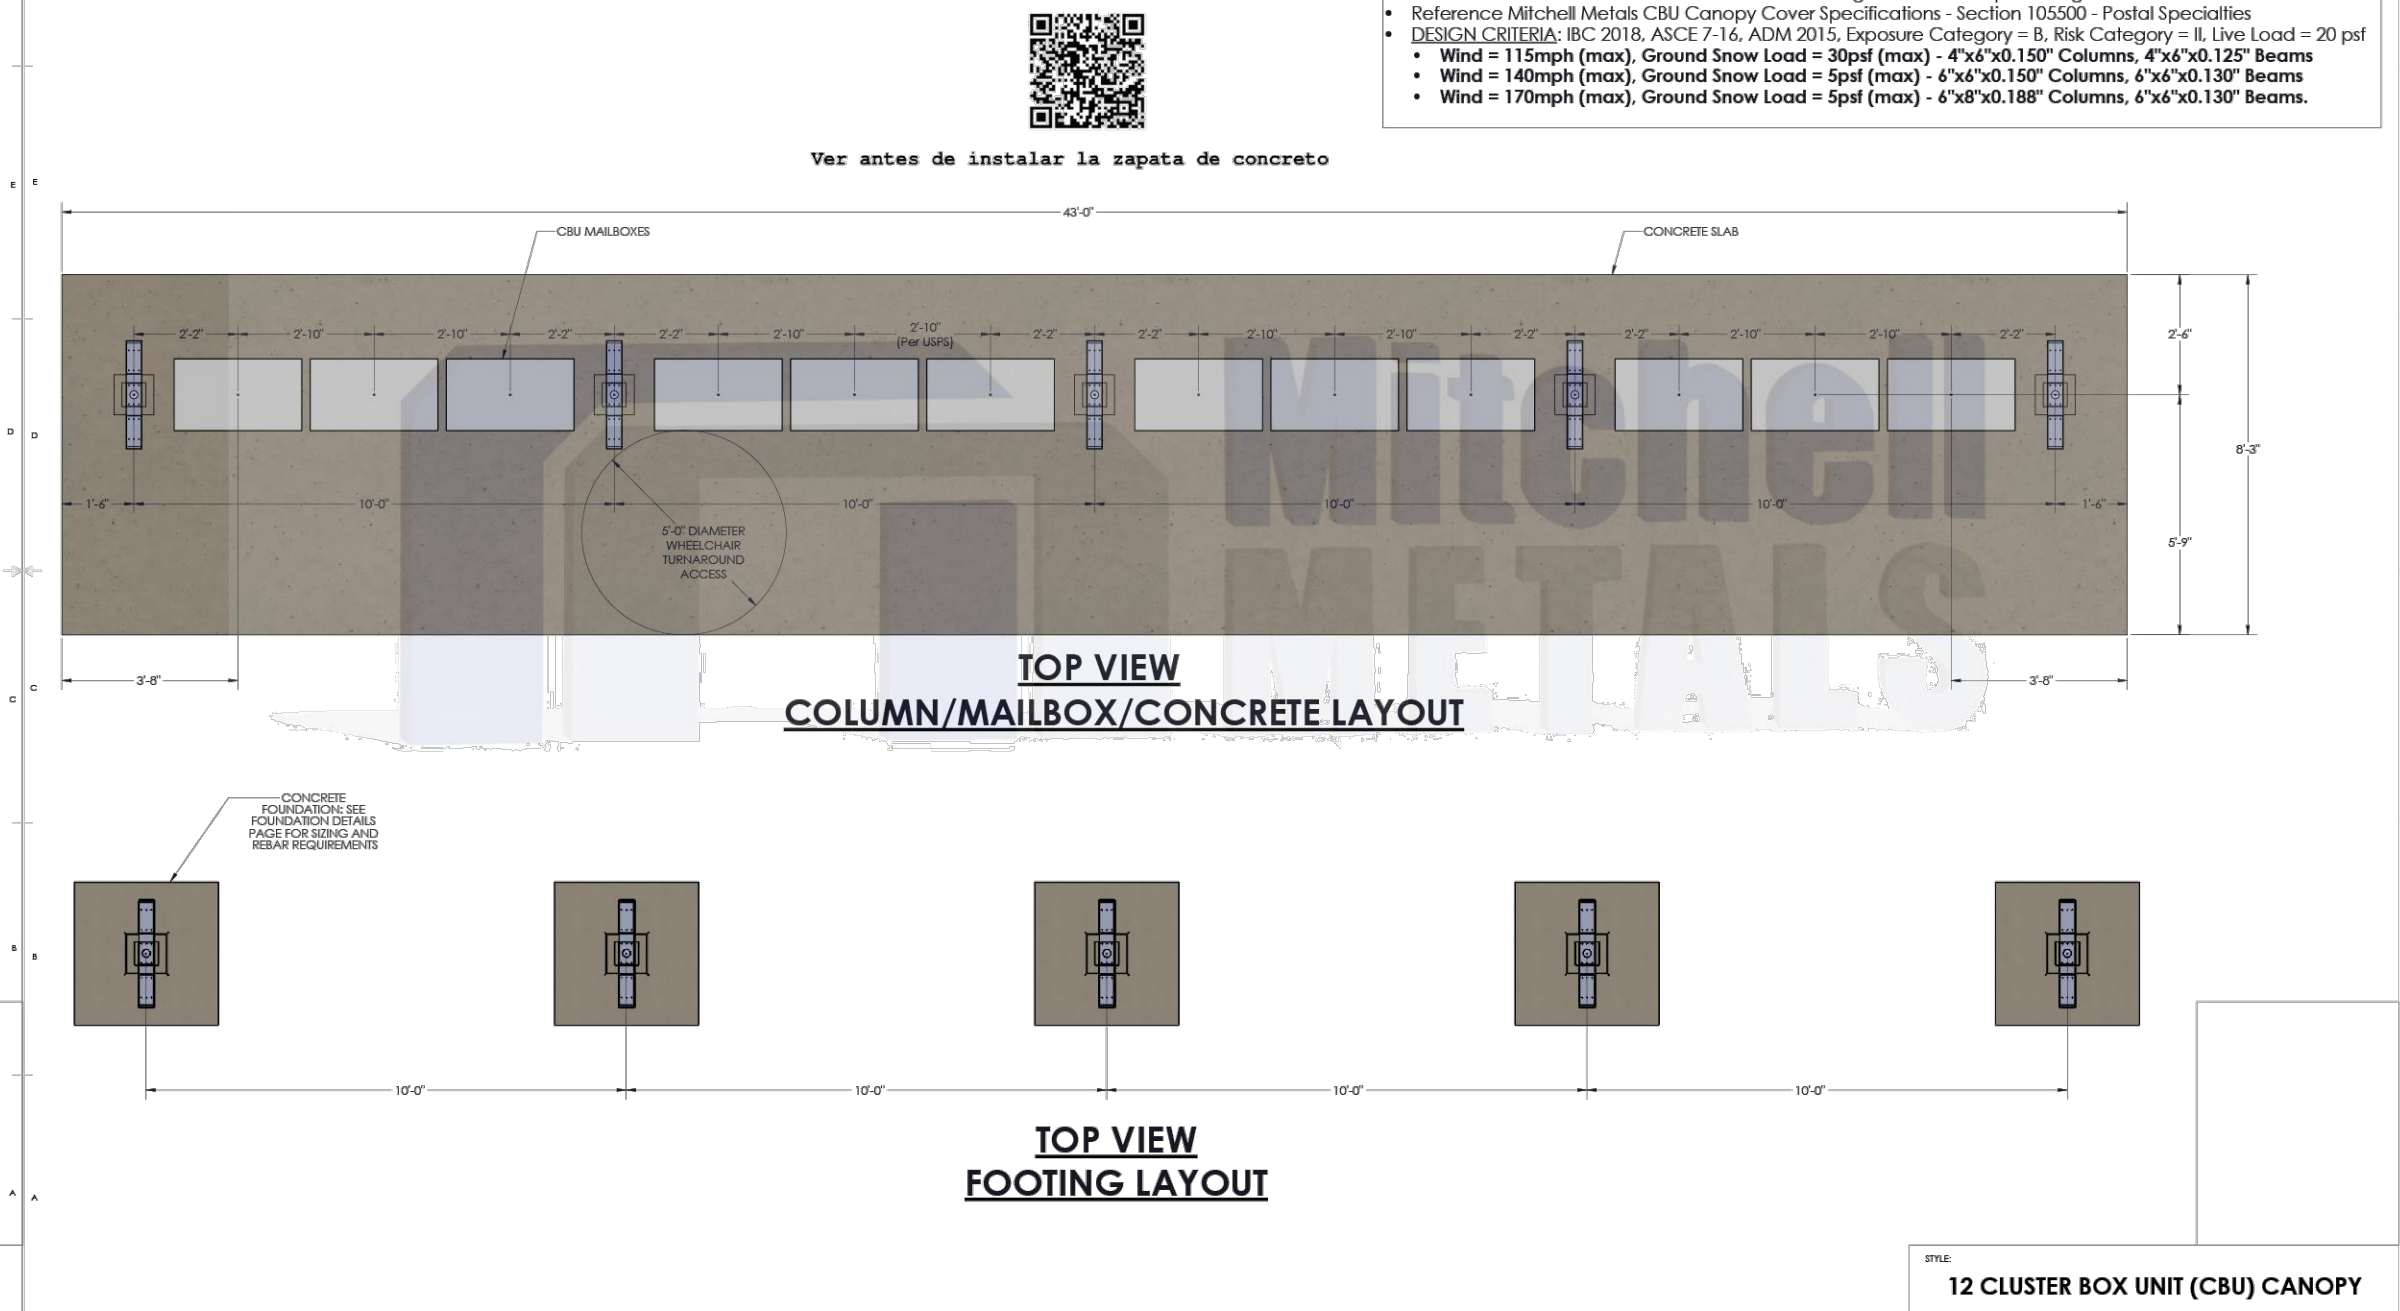 • Reference Mitchell Metals CBU Canopy Cover Specifications - Section 105500 - Postal Specialties
• DESIGN CRITERIA: IBC 2018, ASCE 7-16, ADM 2015, Exposure Category = B, Risk Category = II, Live Load = 20 psf
• Wind = 115mph (max), Ground Snow Load = 30psf (max) - 4"x6"x0.150" Columns, 4"x6"x0.125" Beams
• Wind = 140mph (max), Ground Snow Load = 5psf (max) - 6"x6"x0.150" Columns, 6"x6"x0.130" Beams
• Wind = 170mph (max), Ground Snow Load = 5psf (max) - 6"x8"x0.188" Columns, 6"x6"x0.130" Beams.
Ver antes de instalar la zapata de concreto
E E
43'-0"
CBU MAILBOXES
CONCRETE SLAB
2'-2" 2'-10" 2'-10" 2'-2" 2'-2" 2'-10" 2'-10" 2'-2" 2'-2" 2'-10" 2'-10" 2'-2" 2'-2" 2'-10" 2'-10" 2'-2"
(Per USPS)
2'-6"
Mitchell
METALS
D D
8'-3"
1'-6" 10'-0" 10'-0" 10'-0" 10'-0" 1'-6"
5'-0" DIAMETER
WHEELCHAIR
TURNAROUND
ACCESS
5'-9"
3'-8"
3'-8"
C C
TOP VIEW
COLUMN/MAILBOX/CONCRETE LAYOUT
CONCRETE
FOUNDATION: SEE
FOUNDATION DETAILS
PAGE FOR SIZING AND
REBAR REQUIREMENTS
B B
10'-0" 10'-0" 10'-0" 10'-0"
TOP VIEW
FOOTING LAYOUT
A A
STYLE:
12 CLUSTER BOX UNIT (CBU) CANOPY